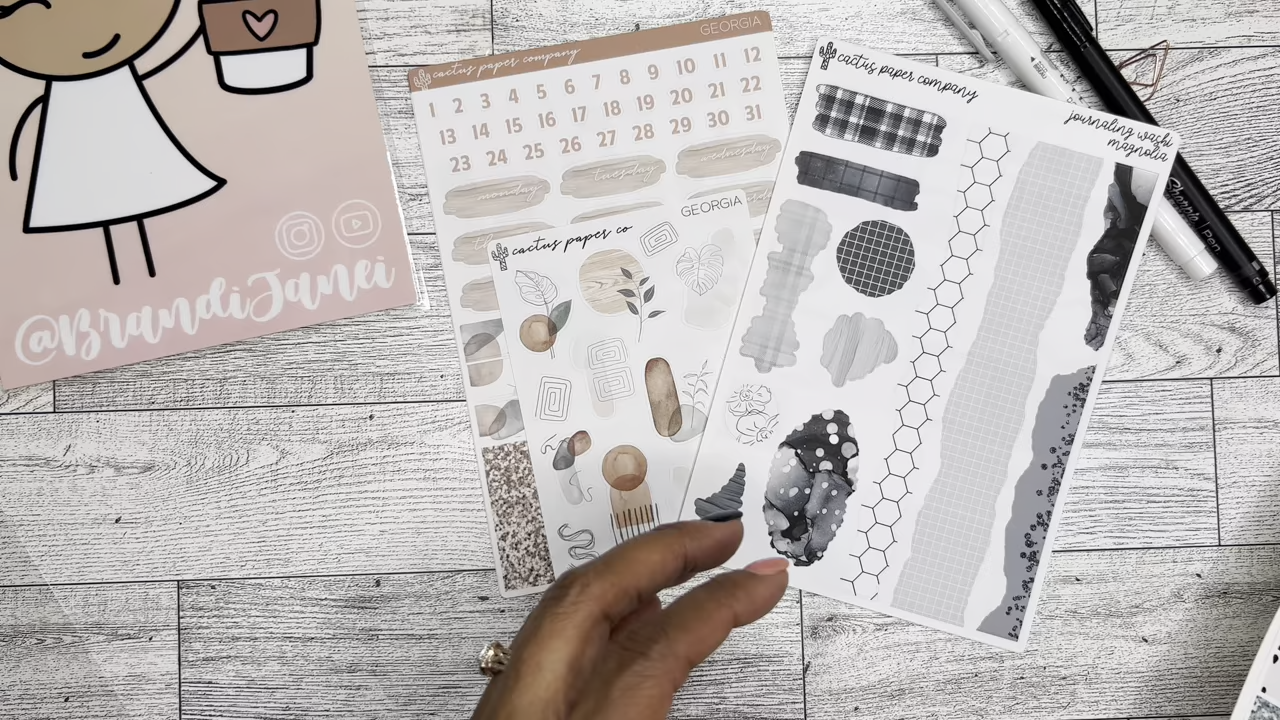 @BrandiJanei
cactus paper company
GEORGIA
1 2 3 4 5 6 7 8 9 10 11 12
13 14 15 16 17 18 19 20 21 22
23 24 25 26 27 28 29 30 31
monday tuesday wednesday
cactus paper co
GEORGIA
cactus paper company
journaling washi
magnolia
Sharpie Pen